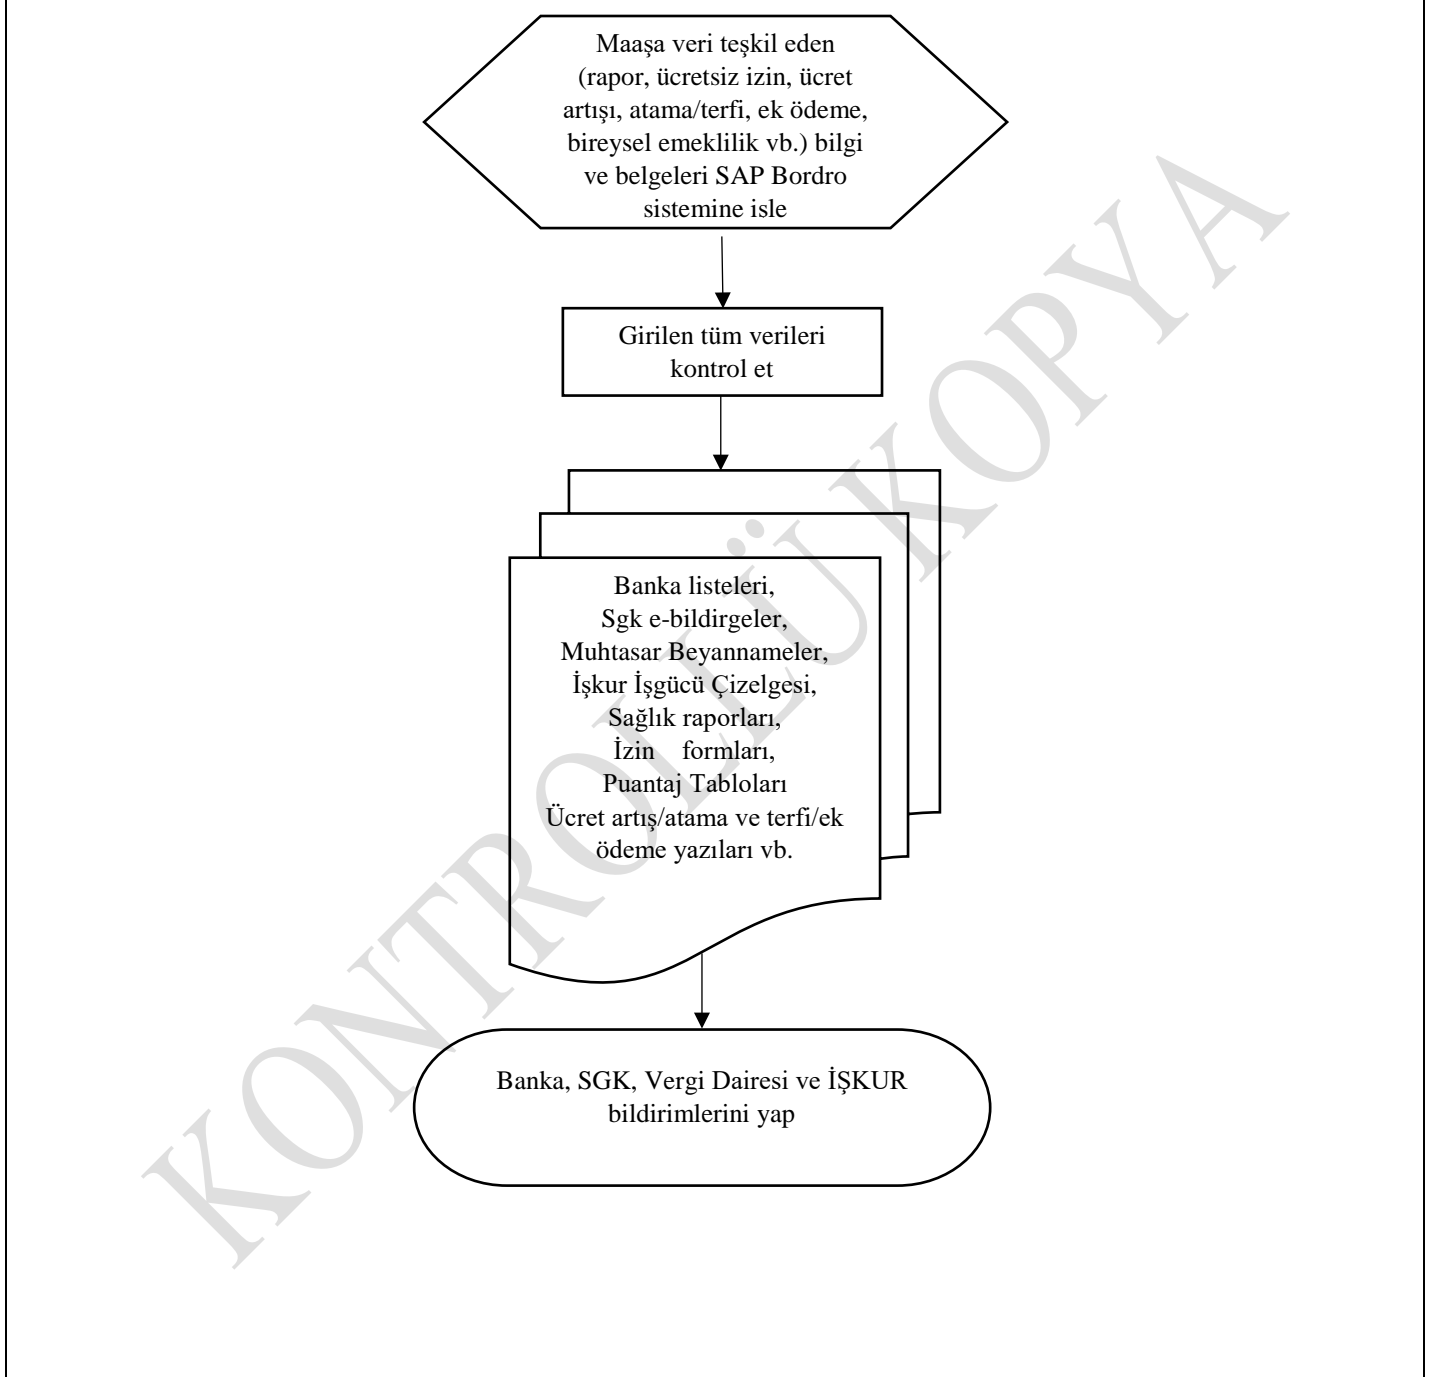 Maaşa veri teşkil eden
(rapor, ücretsiz izin, ücret
artışı, atama/terfi, ek ödeme,
bireysel emeklilik vb.) bilgi
ve belgeleri SAP Bordro
sistemine isle
Girilen tüm verileri
kontrol et
Banka listeleri,
Sgk e-bildirgeler,
Muhtasar Beyannameler,
İşkur İşgücü Çizelgesi,
Sağlık raporları,
İzin formları,
Puantaj Tabloları
Ücret artış/atama ve terfi/ek
ödeme yazıları vb.
Banka, SGK, Vergi Dairesi ve İŞKUR
bildirimlerini yap
KONTROLLÜ KOPYA